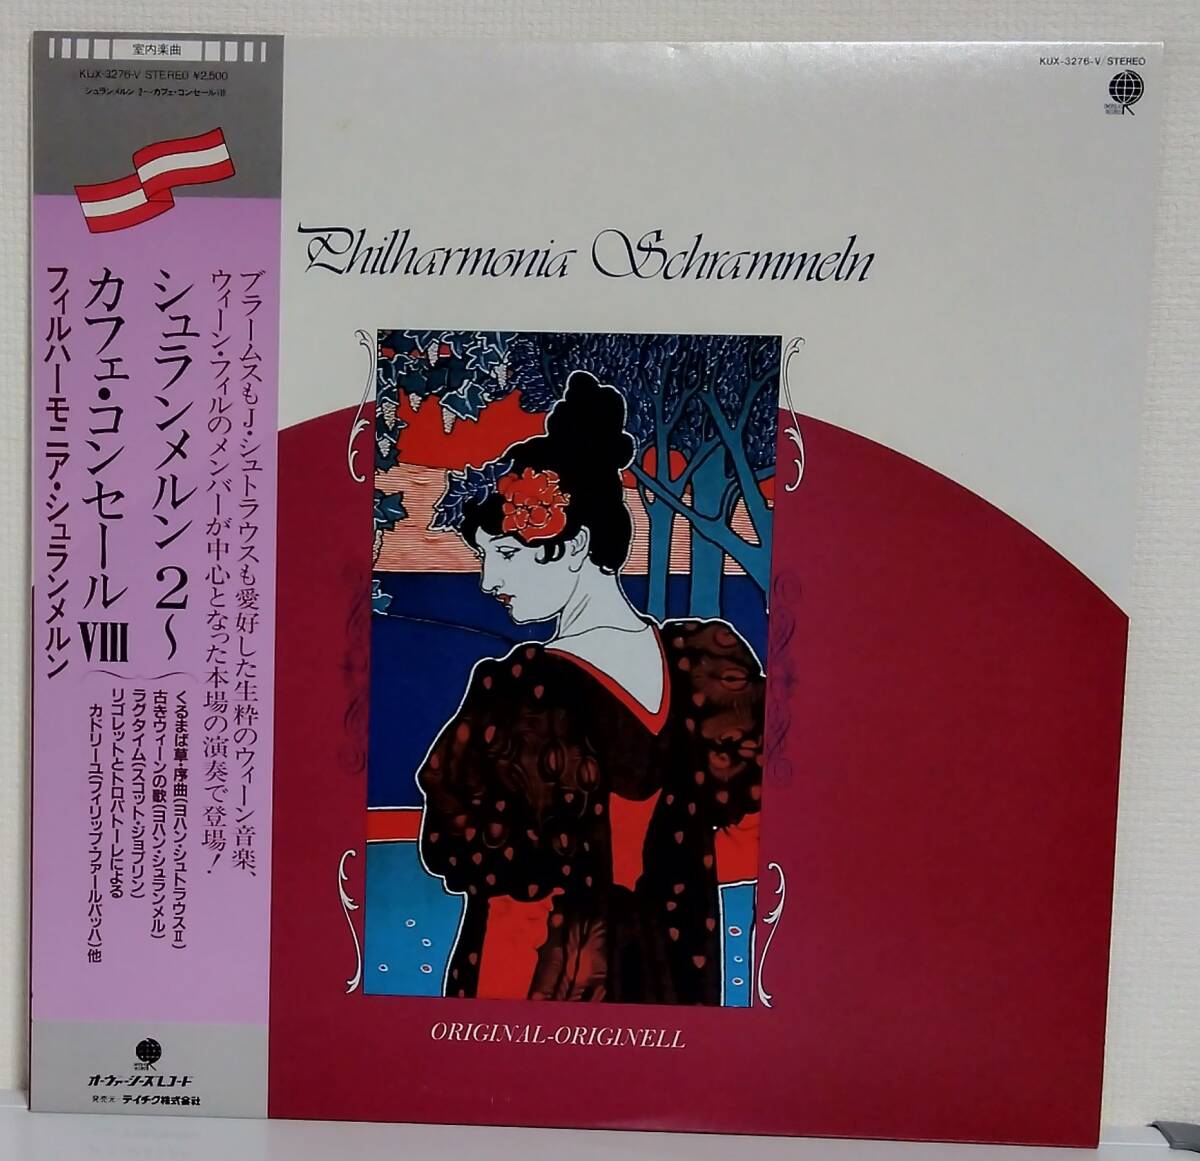 室内楽曲
KUX-3276-V STEREO ¥2,500
シュランメルン 2〜カフェ・コンセールVIII
ブラームスもJ・シュトラウスも愛好した生粋のウィーン音楽、
ウィーン・フィルのメンバーが中心となった本場の演奏で登場!
シュランメルン 2〜
カフェ・コンセール VIII
フィルハーモニア・シュランメルン
くるまば草・序曲(ヨハン・シュトラウスII)
古きウィーンの歌(ヨハン・シュランメル)
ラグタイム(スコット・ジョプリン)
リゴレットとトロバトーレによる
カドリーユ(フィリップ・ファールバッハ)他
オーヴァーシーズレコード
発売元 テイチク株式会社
KUX-3276-V/STEREO
Philharmonia Schrammeln
ORIGINAL-ORIGINELL